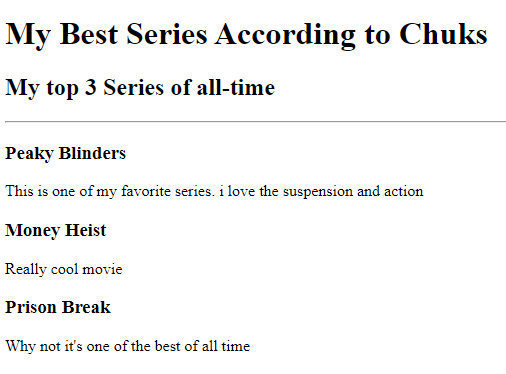 My Best Series According to Chuks
My top 3 Series of all-time
Peaky Blinders
This is one of my favorite series. i love the suspension and action
Money Heist
Really cool movie
Prison Break
Why not it's one of the best of all time